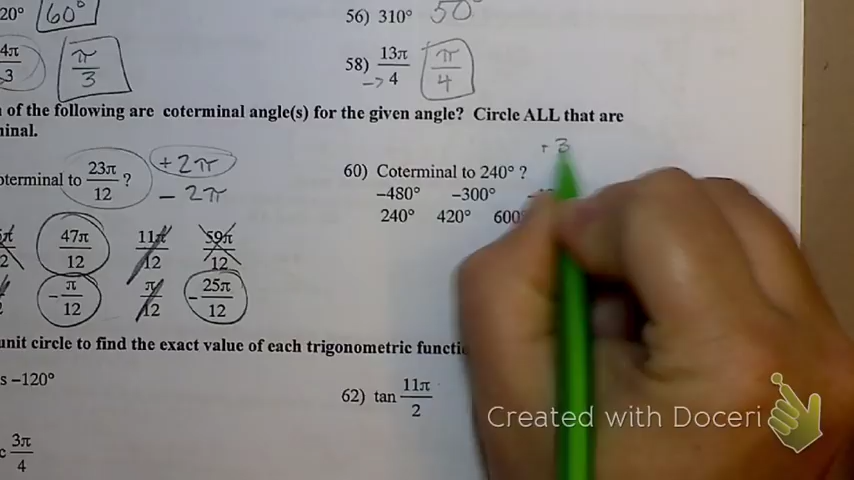 20° 60° 56) 310° 50°
4π/3 π/3 58) 13π/4 π/4
of the following are coterminal angle(s) for the given angle? Circle ALL that are
minal.
oterminal to 23π/12 ? +2π 60) Coterminal to 240° ? + 3
- 2π -480° -300°
47π/12 11π/12 59π/12 240° 420° 600
-π/12 π/12 -25π/12
unit circle to find the exact value of each trigonometric functi
s -120° 62) tan 11π/2
c 3π/4
Created with Doceri